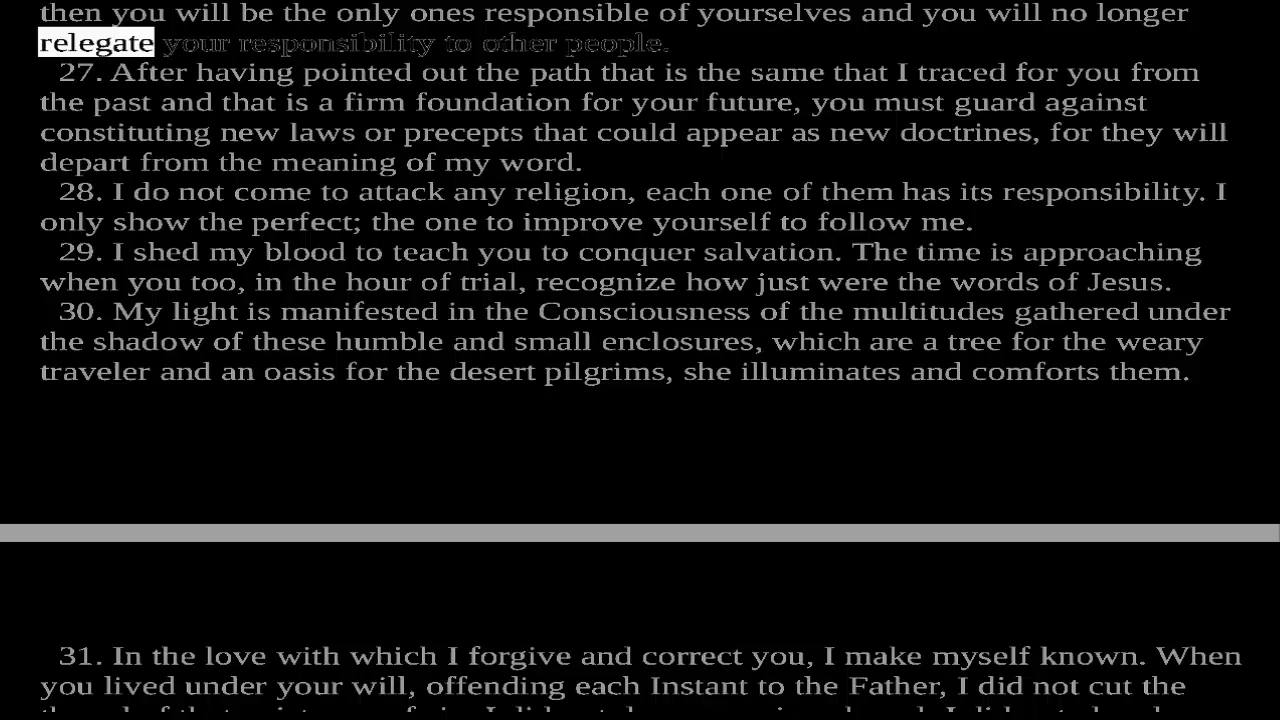 then you will be the only ones responsible of yourselves and you will no longer
relegate your responsibility to other people.
27. After having pointed out the path that is the same that I traced for you from
the past and that is a firm foundation for your future, you must guard against
constituting new laws or precepts that could appear as new doctrines, for they will
depart from the meaning of my word.
28. I do not come to attack any religion, each one of them has its responsibility. I
only show the perfect; the one to improve yourself to follow me.
29. I shed my blood to teach you to conquer salvation. The time is approaching
when you too, in the hour of trial, recognize how just were the words of Jesus.
30. My light is manifested in the Consciousness of the multitudes gathered under
the shadow of these humble and small enclosures, which are a tree for the weary
traveler and an oasis for the desert pilgrims, she illuminates and comforts them.
31. In the love with which I forgive and correct you, I make myself known. When
you lived under your will, offending each Instant to the Father, I did not cut the